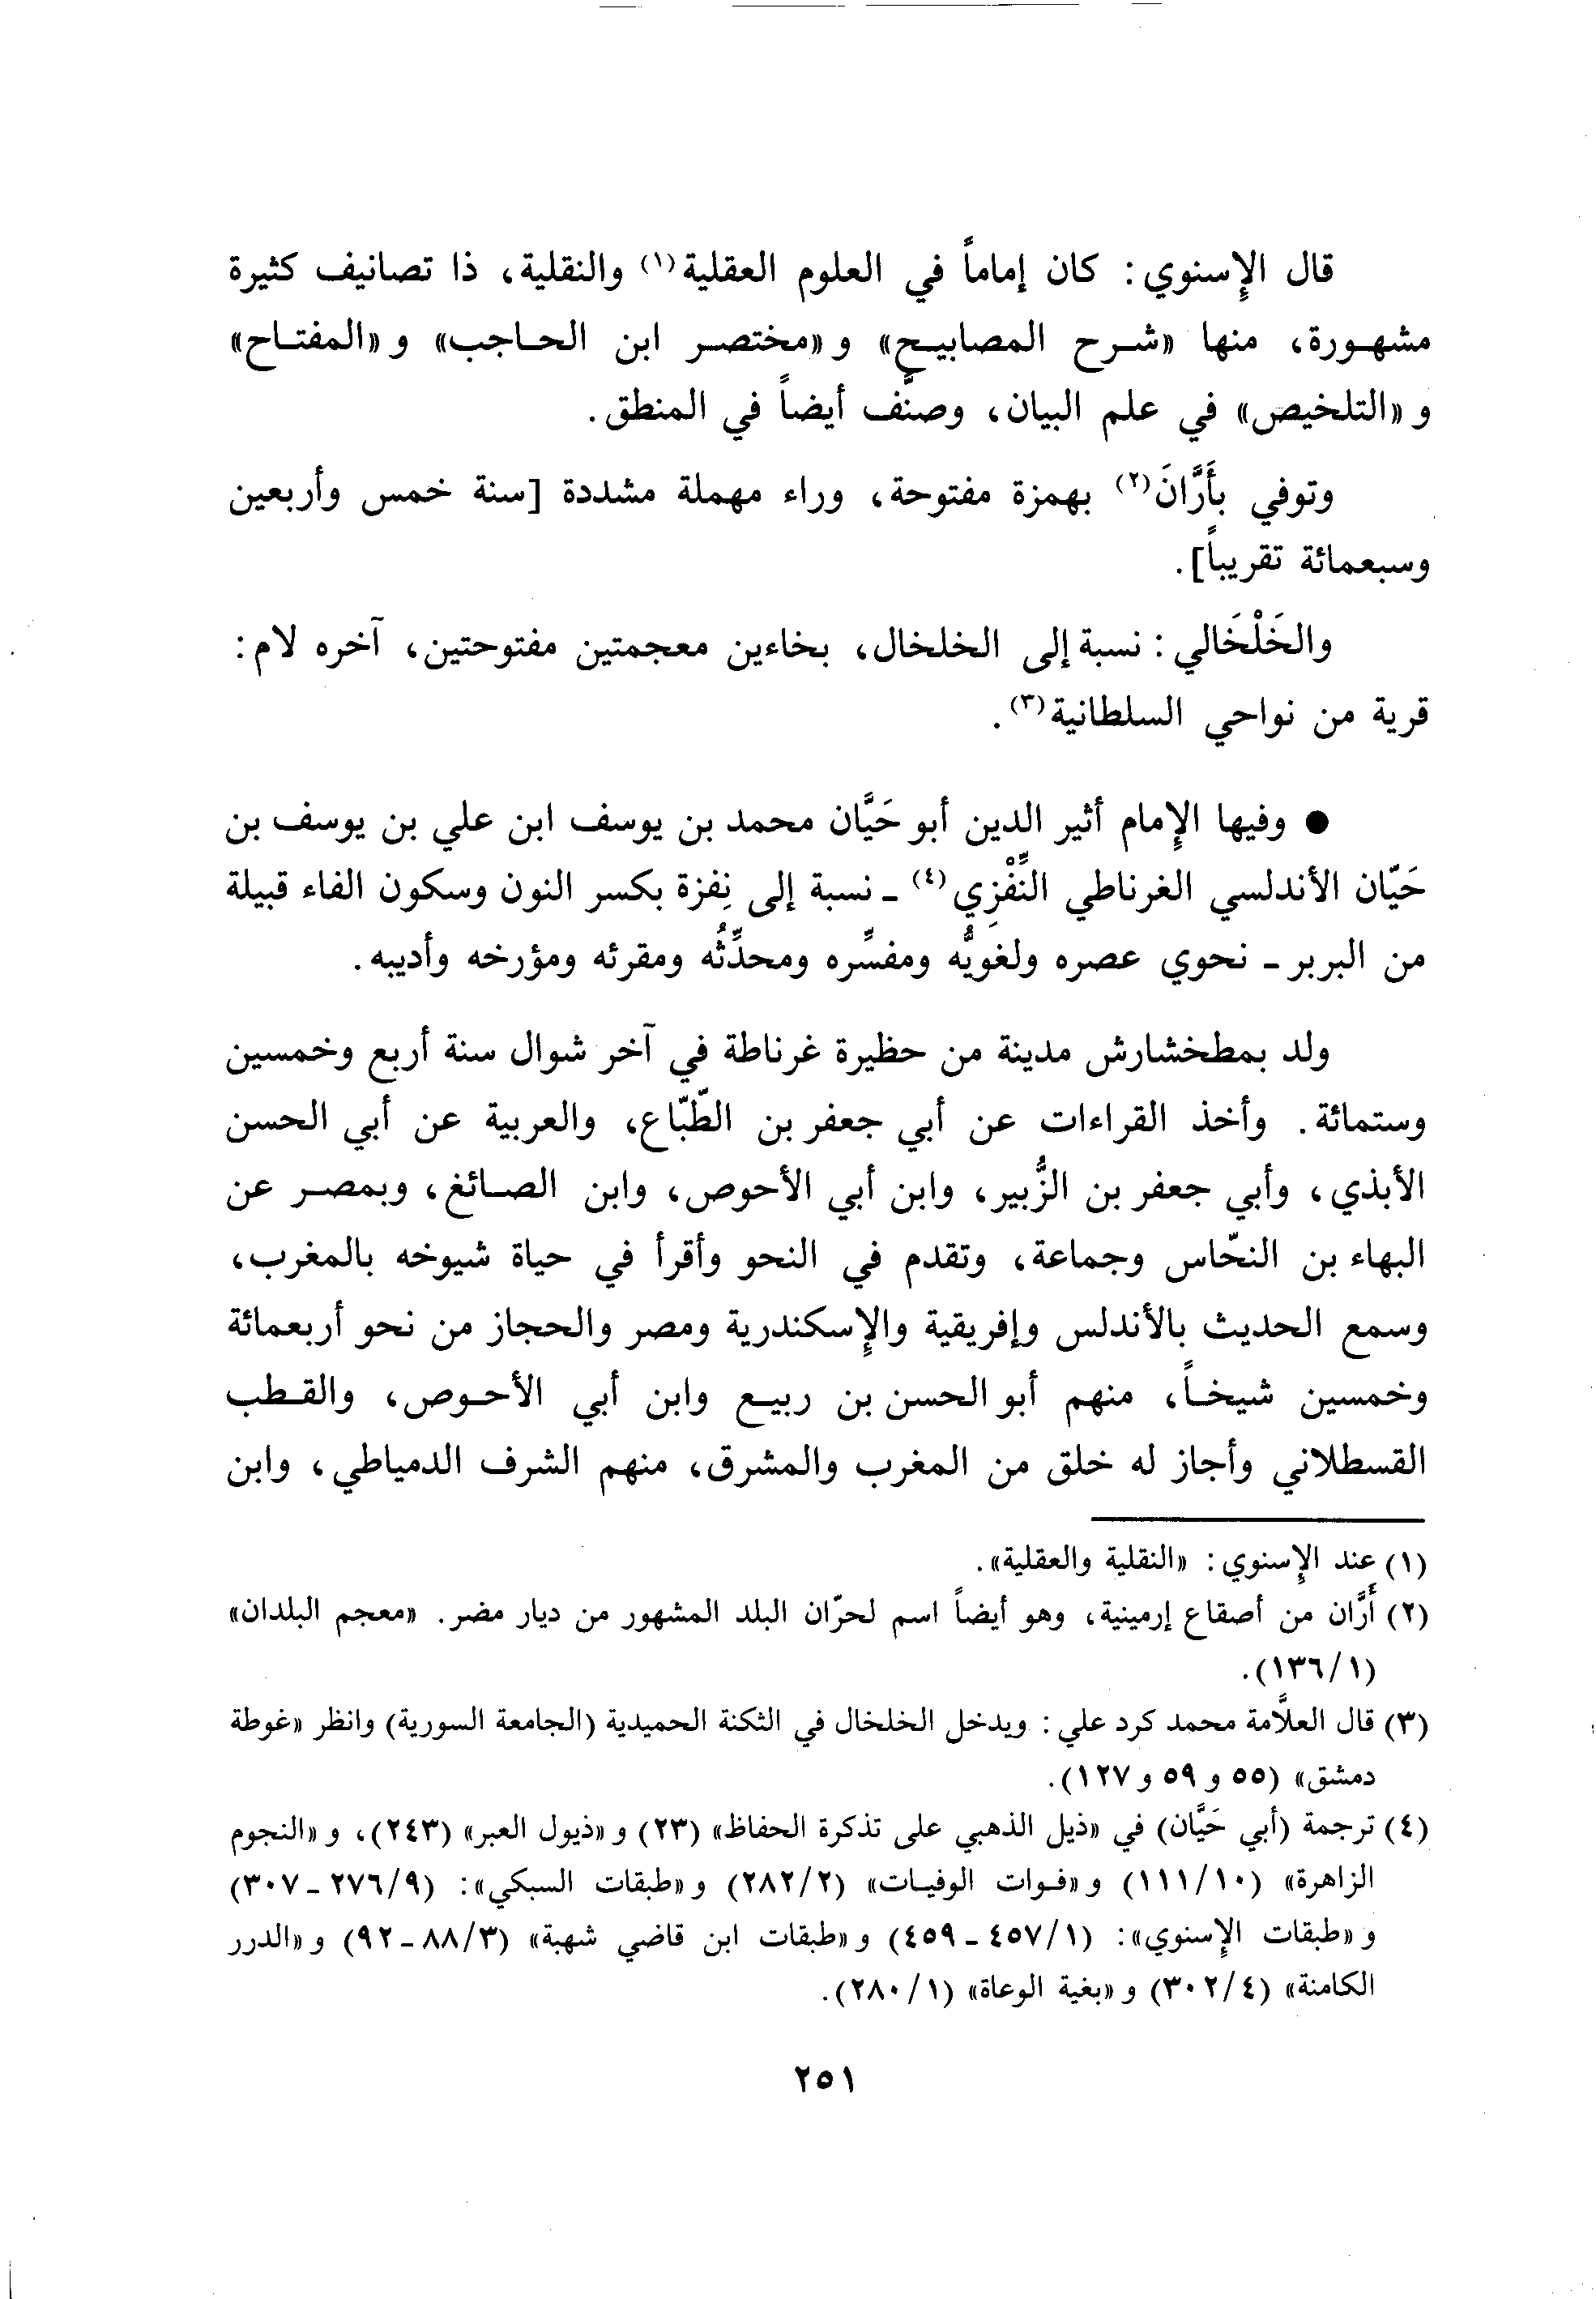 قال الإسنوي: كان إماماً في العلوم العقلية(١) والنقلية، ذا تصانيف كثيرة
مشهورة، منها «شرح المصابيح» و«مختصر ابن الحاجب» و«المفتاح»
و«التلخيص» في علم البيان، وصنَّف أيضاً في المنطق.
وتوفي بأَرَّانَ(٢) بهمزة مفتوحة، وراء مهملة مشددة [سنة خمس وأربعين
وسبعمائة تقريباً].
والخَلْخَالي: نسبة إلى الخلخال، بخاءين معجمتين مفتوحتين، آخره لام:
قرية من نواحي السلطانية(٣).
● وفيها الإمام أثير الدين أبو حَيَّان محمد بن يوسف ابن علي بن يوسف بن
حَيّان الأندلسي الغرناطي النِّفْزِي(٤) ـ نسبة إلى نِفزة بكسر النون وسكون الفاء قبيلة
من البربر ـ نحوي عصره ولغويُّه ومفسِّره ومحدِّثُه ومقرئه ومؤرخه وأديبه.
ولد بمطخشارش مدينة من حظيرة غرناطة في آخر شوال سنة أربع وخمسين
وستمائة. وأخذ القراءات عن أبي جعفر بن الطّبّاع، والعربية عن أبي الحسن
الأبذي، وأبي جعفر بن الزُّبير، وابن أبي الأحوص، وابن الصائغ، وبمصر عن
البهاء بن النحّاس وجماعة، وتقدم في النحو وأقرأ في حياة شيوخه بالمغرب،
وسمع الحديث بالأندلس وإفريقية والإسكندرية ومصر والحجاز من نحو أربعمائة
وخمسين شيخاً، منهم أبو الحسن بن ربيع وابن أبي الأحوص، والقطب
القسطلاني وأجاز له خلق من المغرب والمشرق، منهم الشرف الدمياطي، وابن
(١) عند الإسنوي: «النقلية والعقلية».
(٢) أرَّان من أصقاع إرمينية، وهو أيضاً اسم لحرّان البلد المشهور من ديار مضر. «معجم البلدان»
(١٣٦/١).
(٣) قال العلَّامة محمد كرد علي: ويدخل الخلخال في الثكنة الحميدية (الجامعة السورية) وانظر «غوطة
دمشق» (٥٥ و٥٩ و١٢٧).
(٤) ترجمة (أبي حَيَّان) في «ذيل الذهبي على تذكرة الحفاظ» (٢٣) و«ذيول العبر» (٢٤٣)، و«النجوم
الزاهرة» (١١١/١٠) و«فوات الوفيات» (٢٨٢/٢) و«طبقات السبكي»: (٢٧٦/٩ ـ ٣٠٧)
و«طبقات الإسنوي»: (٤٥٧/١ ـ ٤٥٩) و«طبقات ابن قاضي شهبة» (٨٨/٣ ـ ٩٢) و«الدرر
الكامنة» (٣٠٢/٤) و«بغية الوعاة» (٢٨٠/١).
٢٥١